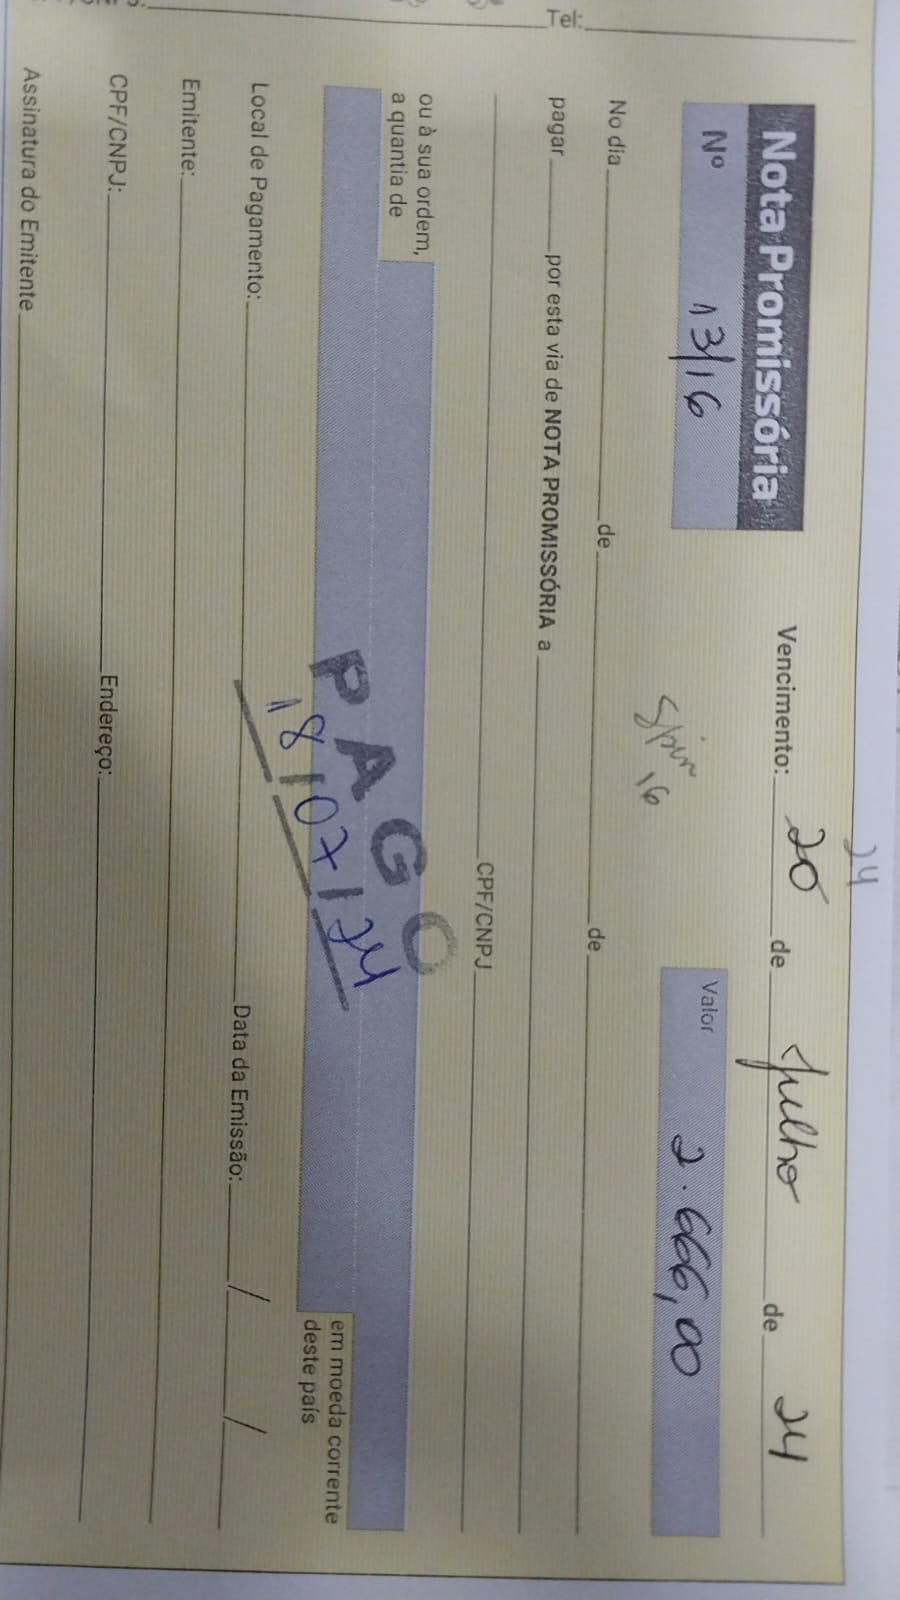 24
Nota Promissória
Vencimento: 20 de julho de 24
Nº 13/16
Valor 2.666,00
Spin 16
No dia de de
pagar por esta via de NOTA PROMISSÓRIA a
CPF/CNPJ
ou à sua ordem,
a quantia de
PAGO
18/07/24
em moeda corrente
deste país
Local de Pagamento: Data da Emissão: / /
Emitente:
CPF/CNPJ: Endereço:
Assinatura do Emitente
Tel: